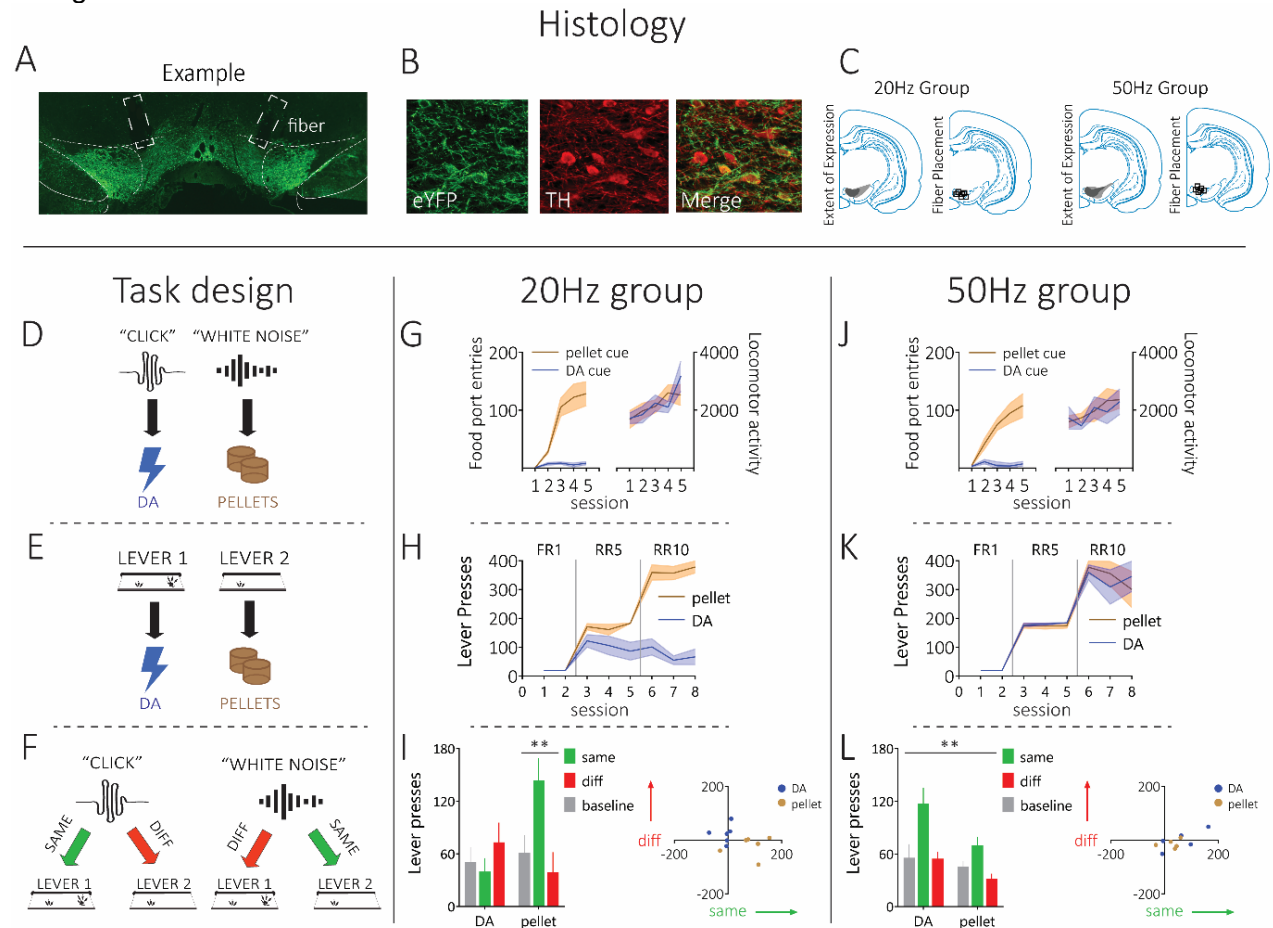 Histology
A
Example
fiber
B
eYFP
TH
Merge
C
20Hz Group
50Hz Group
Extent of Expression
Fiber Placement
Extent of Expression
Fiber Placement
Task design
20Hz group
50Hz group
D
"CLICK" "WHITE NOISE"
DA
PELLETS
E
LEVER 1
LEVER 2
DA
PELLETS
F
"CLICK"
"WHITE NOISE"
SAME
DIFF
DIFF
SAME
LEVER 1
LEVER 2
LEVER 1
LEVER 2
G
200
100
Food port entries
pellet cue
DA cue
4000
2000
Locomotor activity
1 2 3 4 5
1 2 3 4 5
session
H
FR1
RR5
RR10
400
300
200
100
0
Lever Presses
pellet
DA
0 1 2 3 4 5 6 7 8
session
I
180
120
60
0
Lever presses
**
same
diff
baseline
DA
pellet
diff
200
-200
200
-200
DA
pellet
same
J
200
100
Food port entries
pellet cue
DA cue
4000
2000
Locomotor activity
1 2 3 4 5
1 2 3 4 5
session
K
FR1
RR5
RR10
400
300
200
100
0
Lever Presses
pellet
DA
0 1 2 3 4 5 6 7 8
session
L
180
120
60
0
Lever presses
**
same
diff
baseline
DA
pellet
diff
200
-200
200
-200
DA
pellet
same